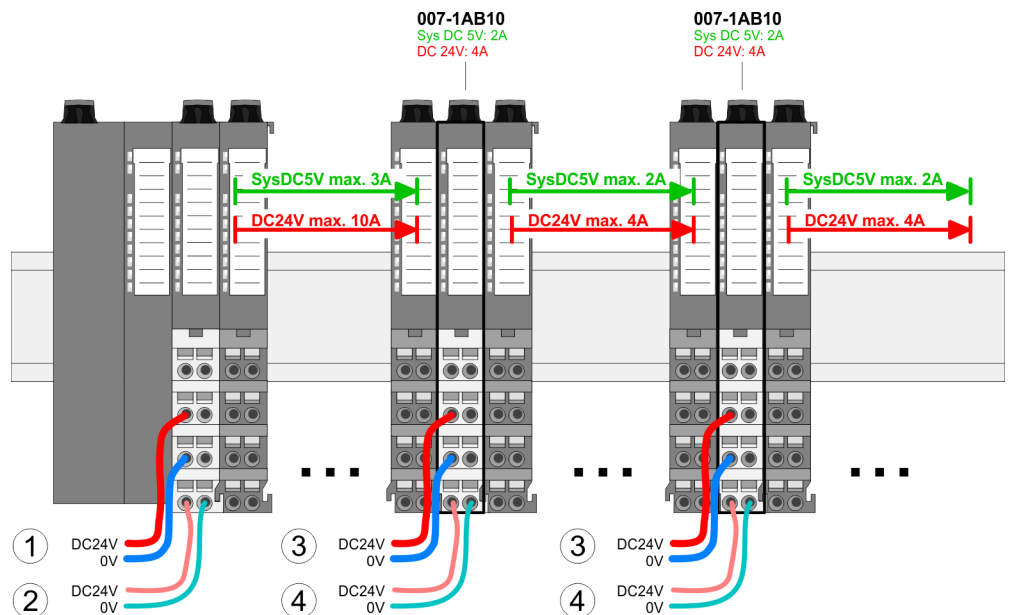 007-1AB10
Sys DC 5V: 2A
DC 24V: 4A
007-1AB10
Sys DC 5V: 2A
DC 24V: 4A
SysDC5V max. 3A
SysDC5V max. 2A
SysDC5V max. 2A
DC24V max. 10A
DC24V max. 4A
DC24V max. 4A
1
DC24V
0V
3
DC24V
0V
3
DC24V
0V
2
DC24V
0V
4
DC24V
0V
4
DC24V
0V